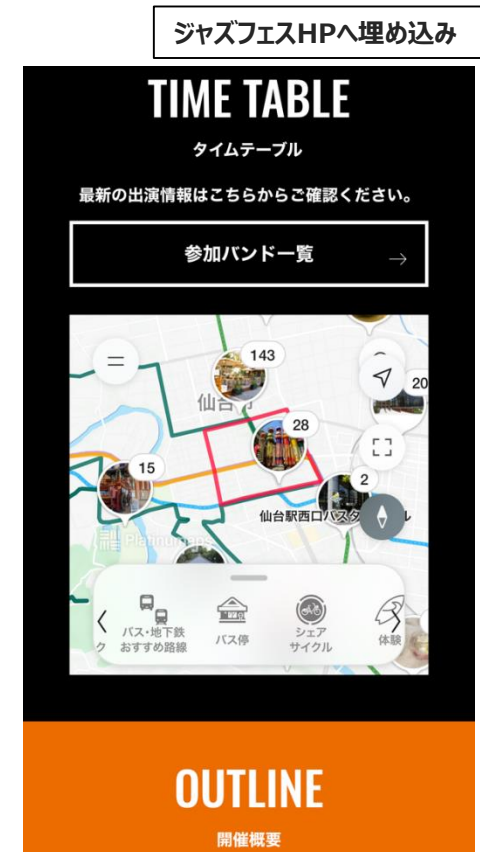 ジャズフェスHPへ埋め込み
TIME TABLE
タイムテーブル
最新の出演情報はこちらからご確認ください。
参加バンド一覧 →
143
20
仙台
28
15
2
仙台駅西口バスタ
ル
Platinumaps
バス・地下鉄
おすすめ路線
バス停
シェア
サイクル
体験
ク
OUTLINE
開催概要